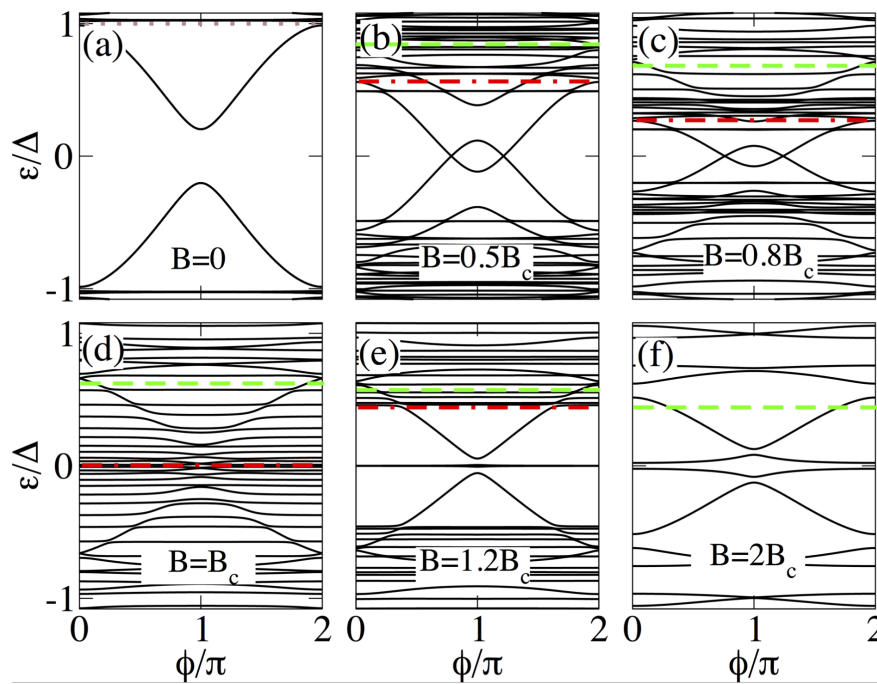 (a) (b) (c)
1
0
-1
ε/Δ
B=0 B=0.5B_c B=0.8B_c
(d) (e) (f)
1
0
-1
ε/Δ
B=B_c B=1.2B_c B=2B_c
0 1 2 0 1 2 0 1 2
ϕ/π ϕ/π ϕ/π